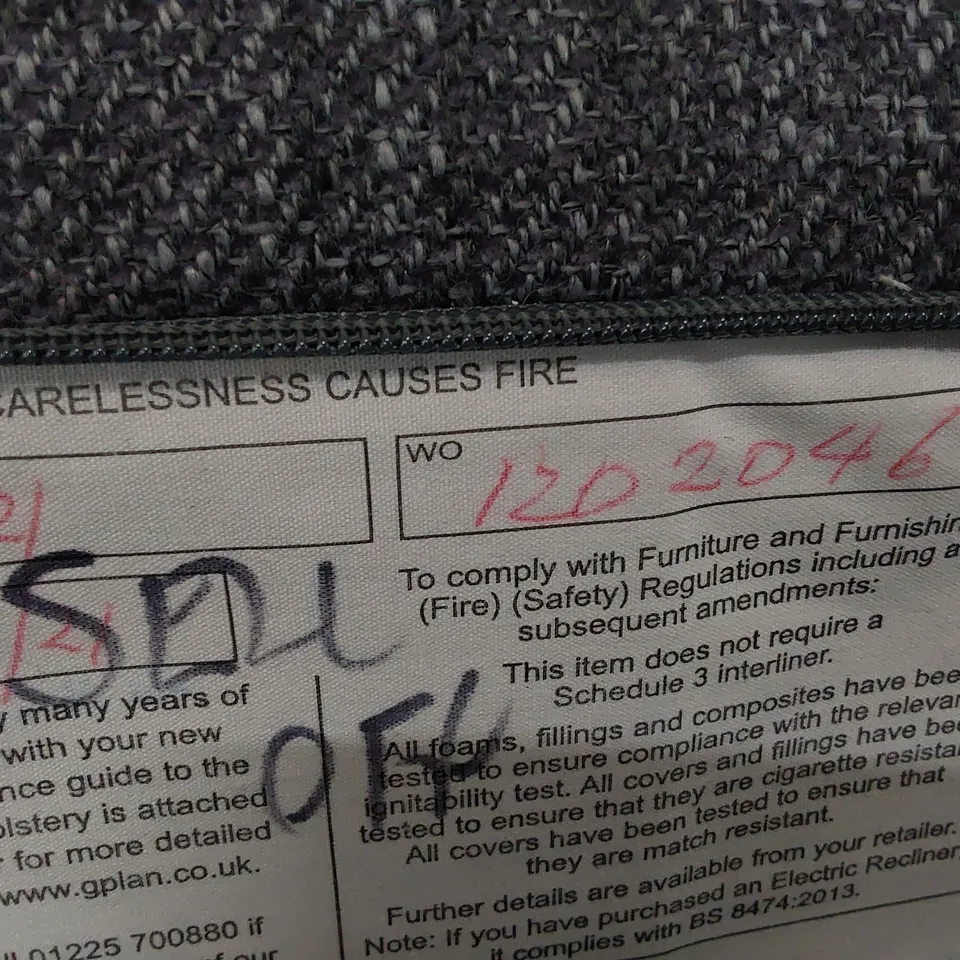 CARELESSNESS CAUSES FIRE
WO 1202046
21
SELL
OFF
To comply with Furniture and Furnishin
(Fire) (Safety) Regulations including a
subsequent amendments:
This item does not require a
Schedule 3 interliner.
All foams, fillings and composites have bee
tested to ensure compliance with the relevan
ignitability test. All covers and fillings have bee
tested to ensure that they are cigarette resista
All covers have been tested to ensure that
they are match resistant.
Further details are available from your retailer.
Note: If you have purchased an Electric Recliner,
it complies with BS 8474:2013.
y many years of
with your new
nce guide to the
olstery is attached
for more detailed
www.gplan.co.uk.
01225 700880 if
of our